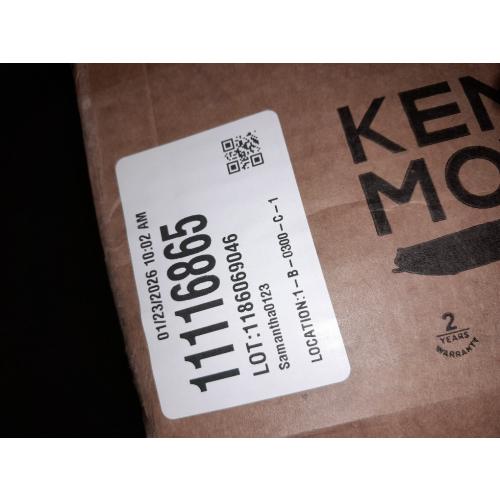 01/23/2026 10:02 AM
11116865
LOT:1186069046
Samantha0123
LOCATION:1-B-0300-C-1
KEN
MO
2
YEARS
WARRANTY